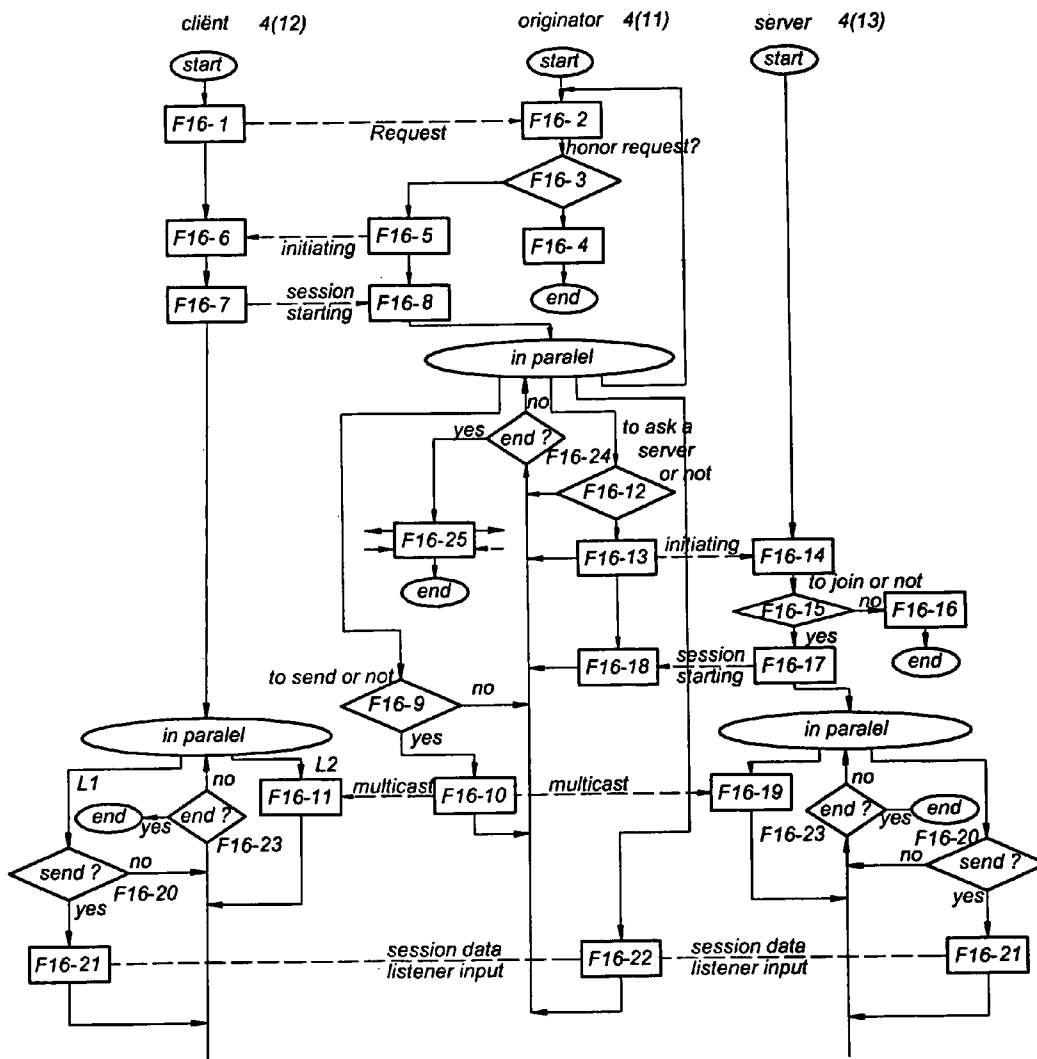 cliënt 4(12)
originator 4(11)
server 4(13)
start
start
start
F16-1
Request
F16-2
honor request?
F16-3
F16-6
initiating
F16-5
F16-4
F16-7
session
starting
F16-8
end
in paralel
no
yes
end ?
F16-24
to ask a
server
or not
F16-12
F16-25
F16-13
initiating
F16-14
end
to join or not
F16-15
no
F16-16
yes
end
F16-18
session
starting
F16-17
to send or not
F16-9
no
yes
in paralel
in paralel
L1
L2
no
F16-11
multicast
F16-10
multicast
F16-19
no
end
yes
end ?
F16-23
end ?
yes
end
F16-23
F16-20
send ?
no
F16-20
yes
no
send ?
yes
F16-21
session data
listener input
F16-22
session data
listener input
F16-21